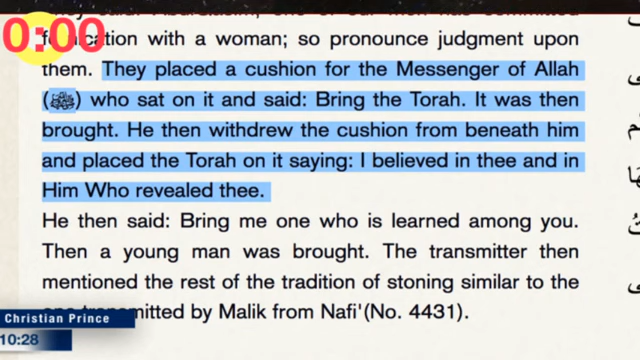 0:00
fornication with a woman; so pronounce judgment upon
them. They placed a cushion for the Messenger of Allah
(ﷺ) who sat on it and said: Bring the Torah. It was then
brought. He then withdrew the cushion from beneath him
and placed the Torah on it saying: I believed in thee and in
Him Who revealed thee.
He then said: Bring me one who is learned among you.
Then a young man was brought. The transmitter then
mentioned the rest of the tradition of stoning similar to the
one transmitted by Malik from Nafi'(No. 4431).
Christian Prince
10:28